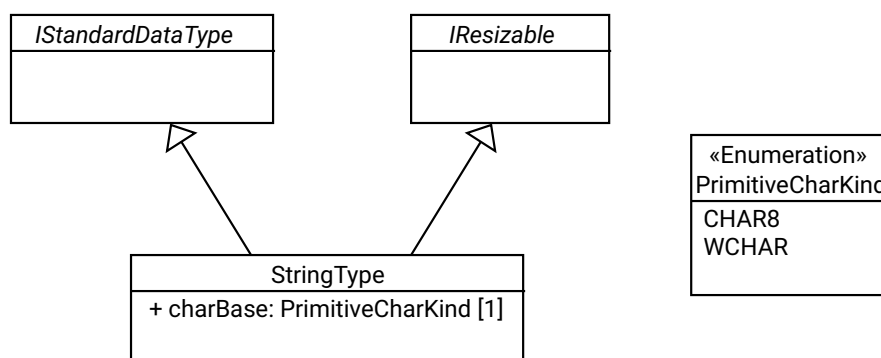 IStandardDataType
IResizable
«Enumeration»
PrimitiveCharKind
CHAR8
WCHAR
StringType
+ charBase: PrimitiveCharKind [1]